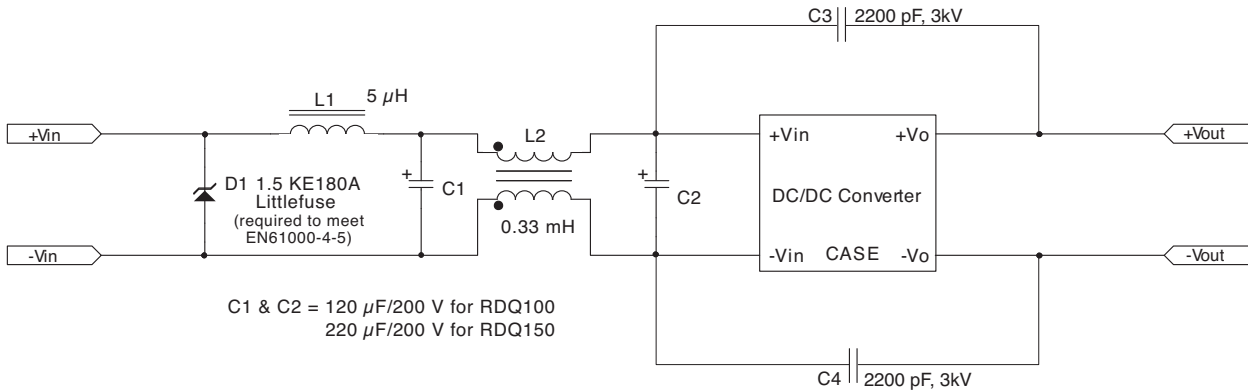 C3 2200 pF, 3kV
L1 5 µH
+Vin
L2
+Vin +Vo
+Vout
D1 1.5 KE180A
Littlefuse
(required to meet
EN61000-4-5)
+
C1
+
C2
DC/DC Converter
0.33 mH
-Vin
-Vin CASE -Vo
-Vout
C1 & C2 = 120 µF/200 V for RDQ100
220 µF/200 V for RDQ150
C4 2200 pF, 3kV